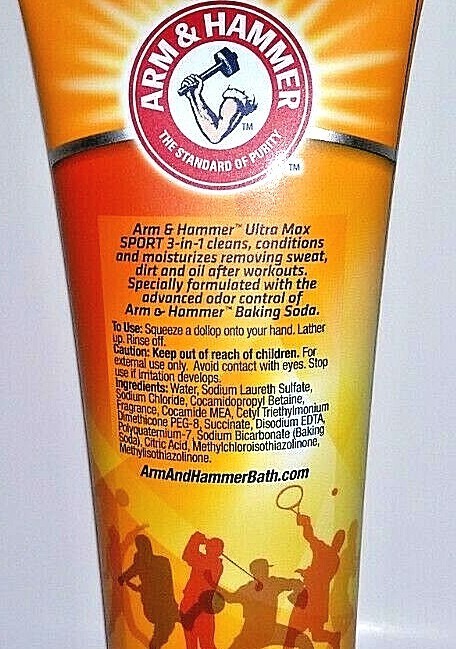 ARM & HAMMER
THE STANDARD OF PURITY
TM
TM
Arm & Hammer™ Ultra Max
SPORT 3-in-1 cleans, conditions
and moisturizes removing sweat,
dirt and oil after workouts.
Specially formulated with the
advanced odor control of
Arm & Hammer™ Baking Soda.
To Use: Squeeze a dollop onto your hand. Lather
up. Rinse off.
Caution: Keep out of reach of children. For
external use only. Avoid contact with eyes. Stop
use if irritation develops.
Ingredients: Water, Sodium Laureth Sulfate,
Sodium Chloride, Cocamidopropyl Betaine,
Fragrance, Cocamide MEA, Cetyl Triethylmonium
Dimethicone PEG-8, Succinate, Disodium EDTA,
Polyquaternium-7, Sodium Bicarbonate (Baking
Soda), Citric Acid, Methylchloroisothiazolinone,
Methylisothiazolinone.
ArmAndHammerBath.com